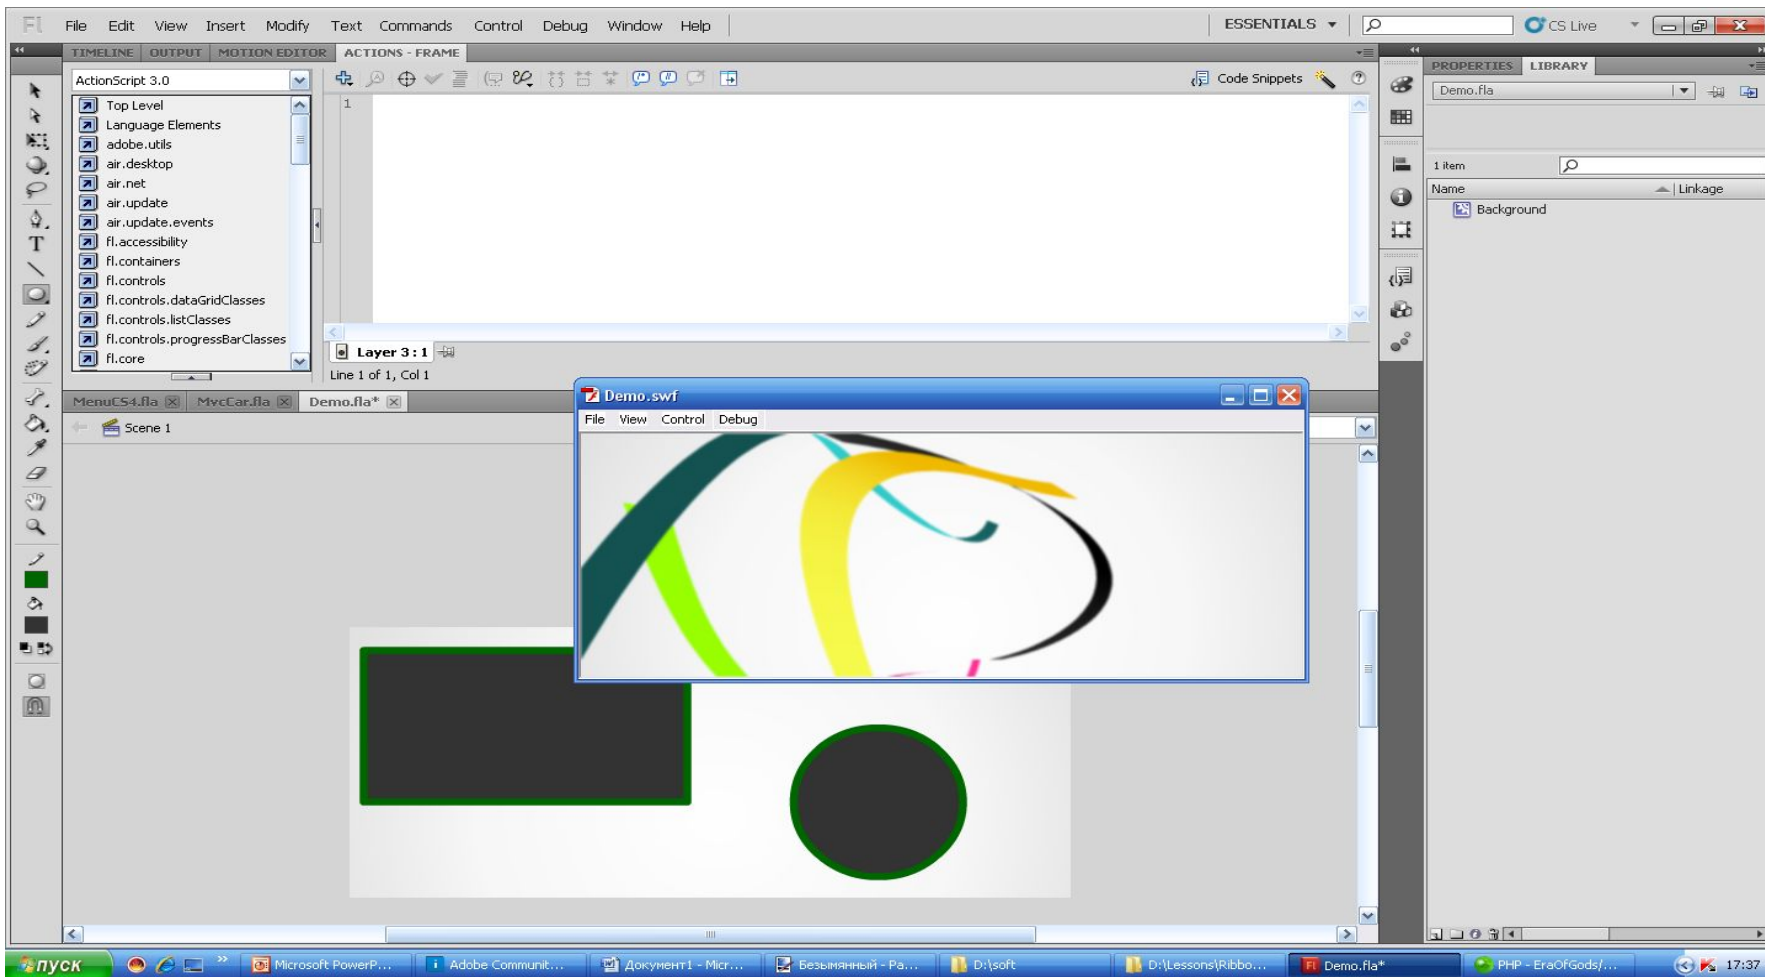 Fl File Edit View Insert Modify Text Commands Control Debug Window Help ESSENTIALS CS Live
TIMELINE OUTPUT MOTION EDITOR ACTIONS - FRAME
ActionScript 3.0
Code Snippets
Top Level
Language Elements
adobe.utils
air.desktop
air.net
air.update
air.update.events
fl.accessibility
fl.containers
fl.controls
fl.controls.dataGridClasses
fl.controls.listClasses
fl.controls.progressBarClasses
fl.core
1
Layer 3 : 1
Line 1 of 1, Col 1
PROPERTIES LIBRARY
Demo.fla
1 item
Name Linkage
Background
MenuCS4.fla MvcCar.fla Demo.fla*
Scene 1
Demo.swf
File View Control Debug
пуск Microsoft PowerP... Adobe Communit... Документ1 - Micr... Безымянный - Pa... D:\soft D:\Lessons\Ribbo... Demo.fla* PHP - EraOfGods/... 17:37